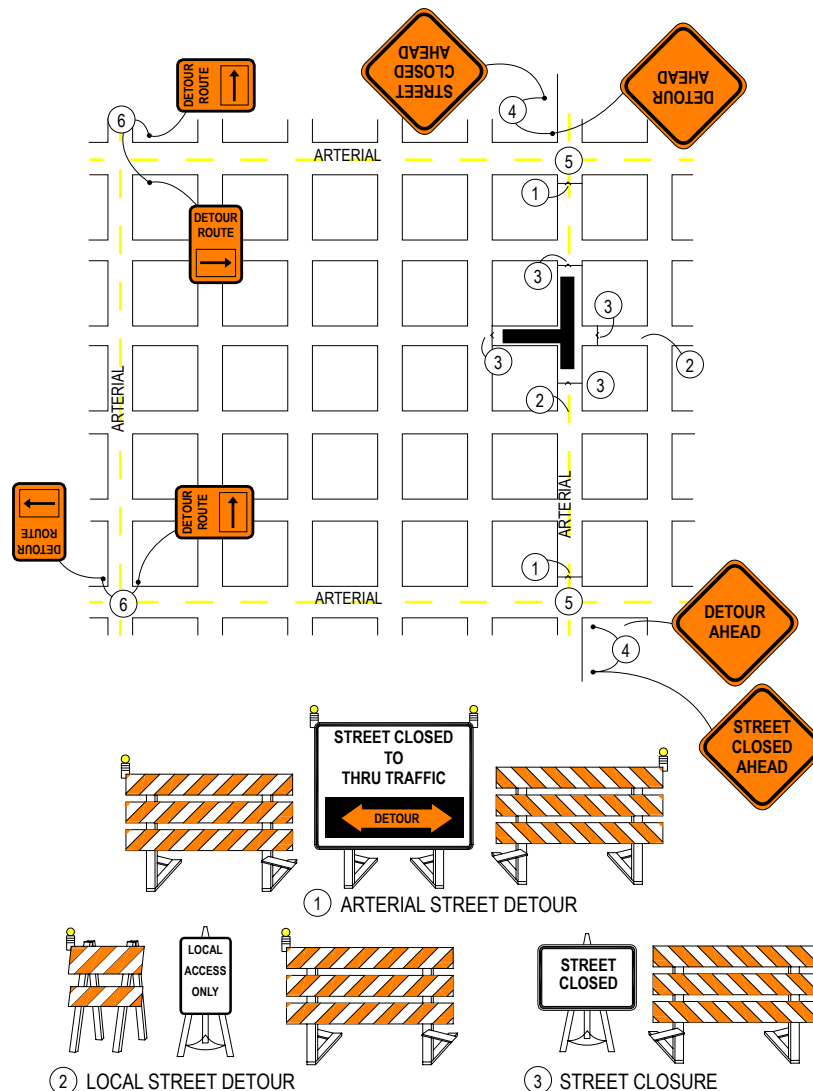 STREET
CLOSED
AHEAD
DETOUR
AHEAD
DETOUR
ROUTE
6
4
ARTERIAL
5
1
DETOUR
ROUTE
3
3
3
2
3
2
ARTERIAL
ARTERIAL
DETOUR
ROUTE
DETOUR
ROUTE
1
6
ARTERIAL
5
DETOUR
AHEAD
4
STREET
CLOSED
AHEAD
STREET CLOSED
TO
THRU TRAFFIC
DETOUR
1 ARTERIAL STREET DETOUR
LOCAL
ACCESS
ONLY
STREET
CLOSED
2 LOCAL STREET DETOUR
3 STREET CLOSURE